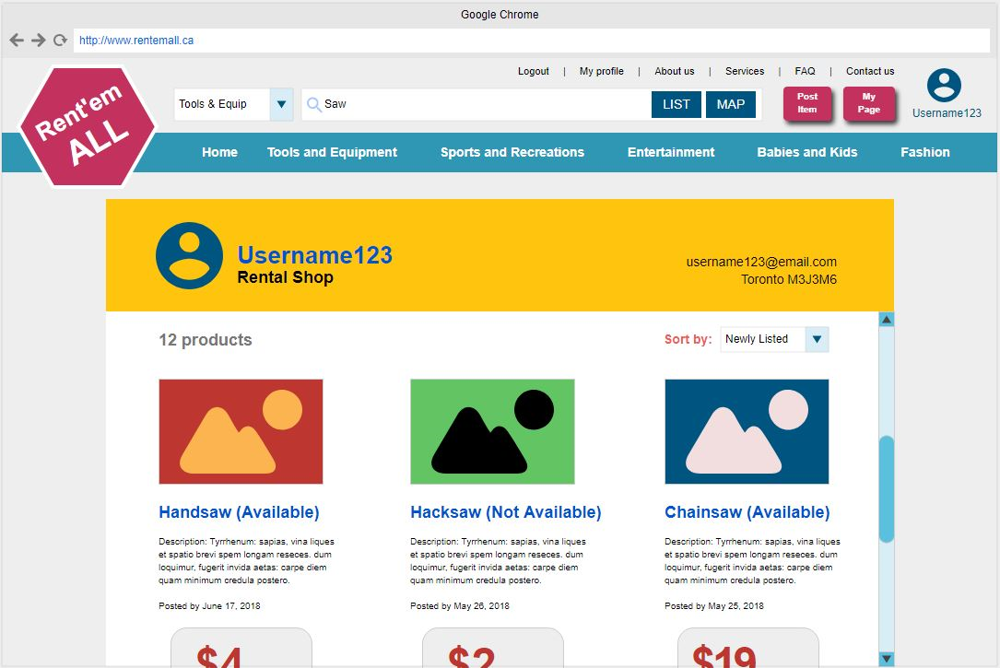 Google Chrome
http://www.rentemall.ca
Logout | My profile | About us | Services | FAQ | Contact us
Rent'em
ALL
Tools & Equip
Saw
LIST
MAP
Post
Item
My
Page
Username123
Home
Tools and Equipment
Sports and Recreations
Entertainment
Babies and Kids
Fashion
Username123
Rental Shop
username123@email.com
Toronto M3J3M6
12 products
Sort by:
Newly Listed
Handsaw (Available)
Description: Tyrrhenum: sapias, vina liques
et spatio brevi spem longam reseces. dum
loquimur, fugerit invida aetas: carpe diem
quam minimum credula postero.
Posted by June 17, 2018
$4
Hacksaw (Not Available)
Description: Tyrrhenum: sapias, vina liques
et spatio brevi spem longam reseces. dum
loquimur, fugerit invida aetas: carpe diem
quam minimum credula postero.
Posted by May 26, 2018
$2
Chainsaw (Available)
Description: Tyrrhenum: sapias, vina liques
et spatio brevi spem longam reseces. dum
loquimur, fugerit invida aetas: carpe diem
quam minimum credula postero.
Posted by May 25, 2018
$19